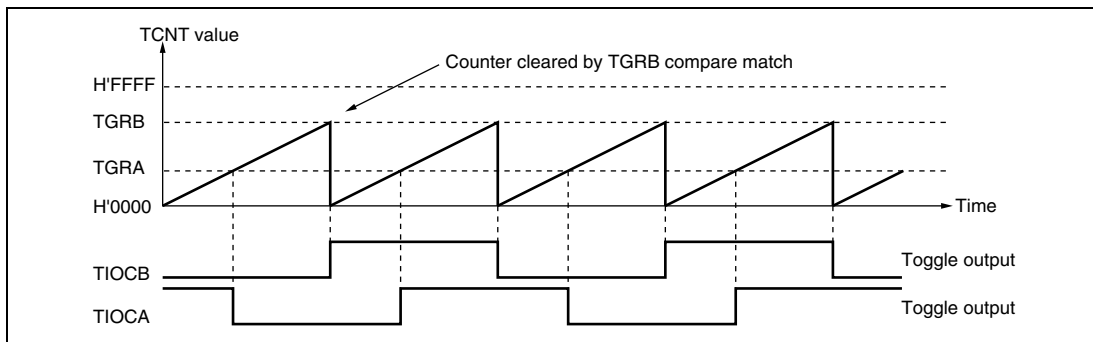 TCNT value
Counter cleared by TGRB compare match
H'FFFF
TGRB
TGRA
H'0000
Time
TIOCB
Toggle output
TIOCA
Toggle output